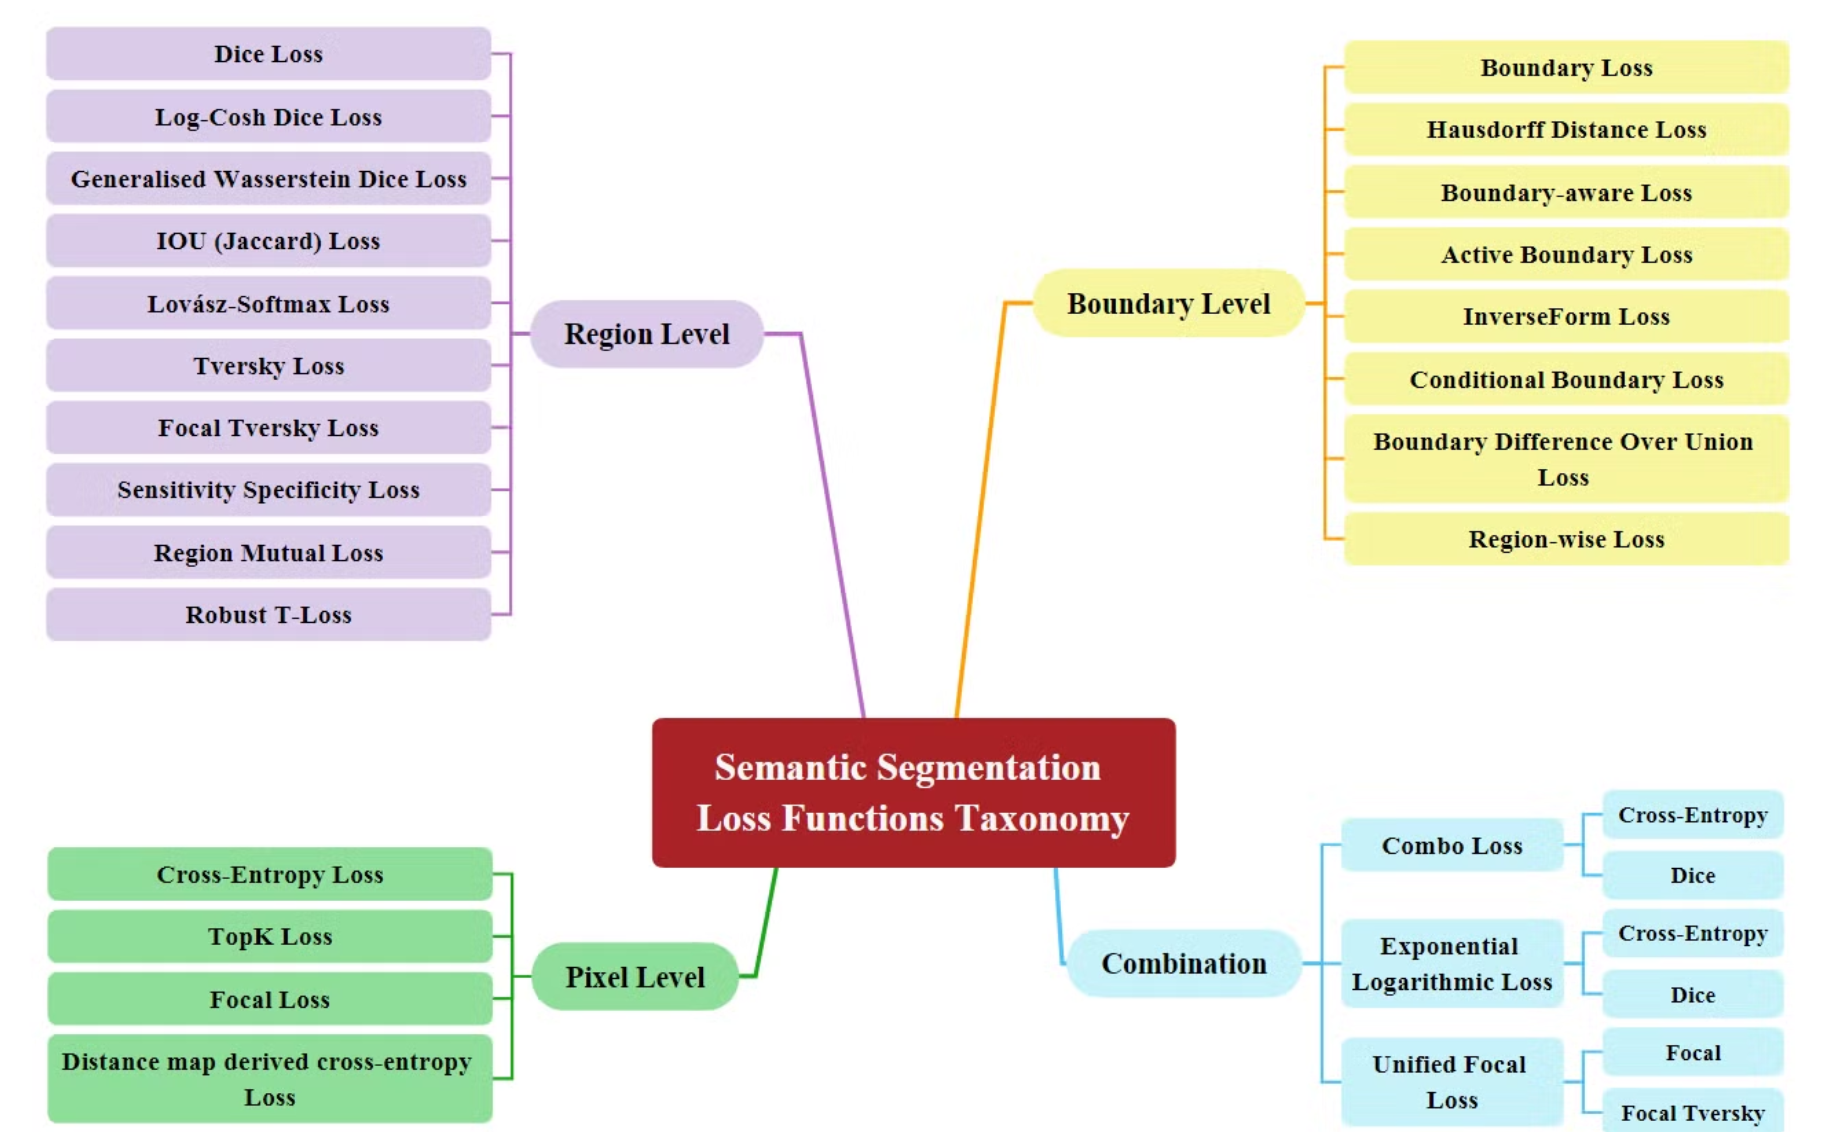 Dice Loss
Log-Cosh Dice Loss
Generalised Wasserstein Dice Loss
IOU (Jaccard) Loss
Lovász-Softmax Loss
Tversky Loss
Focal Tversky Loss
Sensitivity Specificity Loss
Region Mutual Loss
Robust T-Loss
Region Level
Boundary Level
Boundary Loss
Hausdorff Distance Loss
Boundary-aware Loss
Active Boundary Loss
InverseForm Loss
Conditional Boundary Loss
Boundary Difference Over Union
Loss
Region-wise Loss
Semantic Segmentation
Loss Functions Taxonomy
Cross-Entropy Loss
TopK Loss
Focal Loss
Distance map derived cross-entropy
Loss
Pixel Level
Combination
Combo Loss
Cross-Entropy
Dice
Exponential
Logarithmic Loss
Cross-Entropy
Dice
Unified Focal
Loss
Focal
Focal Tversky